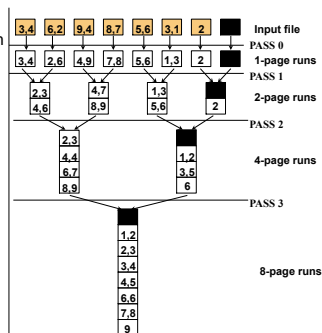 3,4 6,2 9,4 8,7 5,6 3,1 2 Input file
PASS 0
3,4 2,6 4,9 7,8 5,6 1,3 2 1-page runs
PASS 1
2,3 4,7 1,3 2-page runs
4,6 8,9 5,6 2
PASS 2
2,3
4,4 1,2 4-page runs
6,7 3,5
8,9 6
PASS 3
1,2
2,3
3,4
4,5 8-page runs
6,6
7,8
9